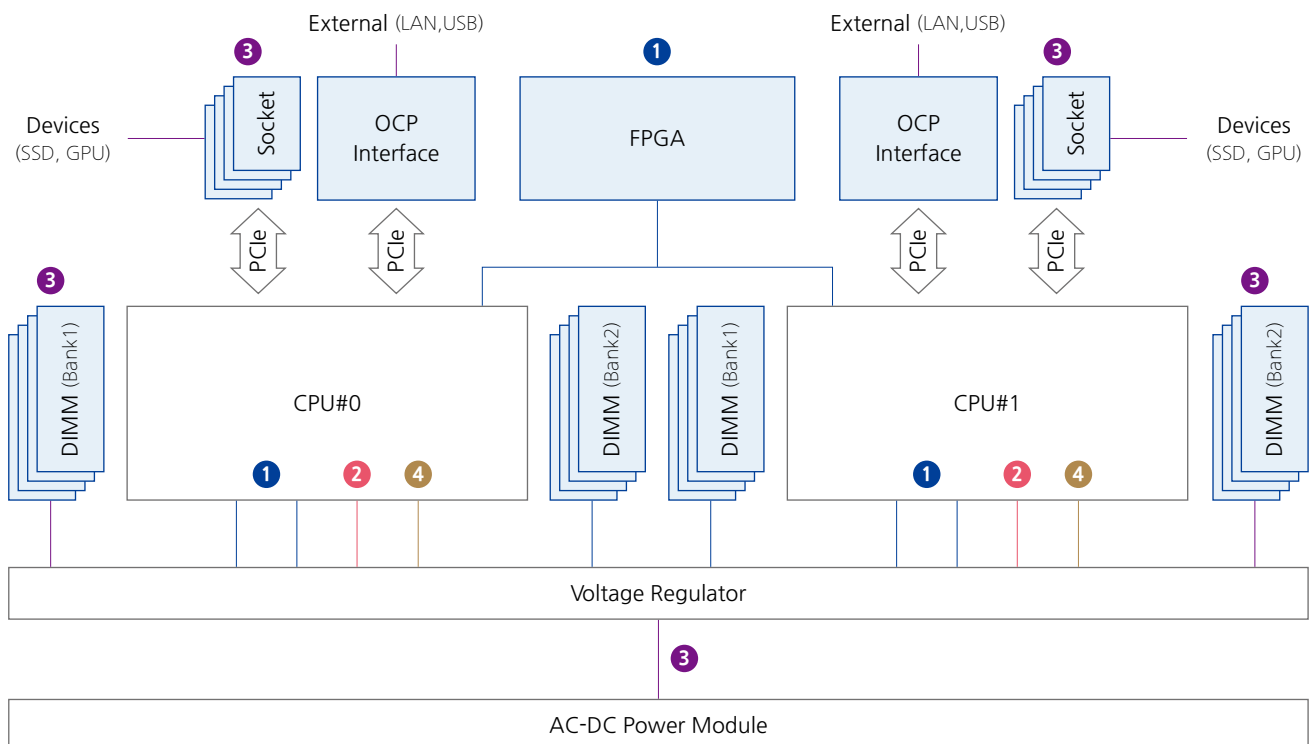 External (LAN,USB)
External (LAN,USB)
3
1
3
Devices
(SSD, GPU)
Socket
OCP
Interface
FPGA
OCP
Interface
Socket
Devices
(SSD, GPU)
PCIe
PCIe
PCIe
PCIe
3
3
DIMM (Bank1)
CPU#0
DIMM (Bank2)
DIMM (Bank1)
CPU#1
DIMM (Bank2)
1
2
4
1
2
4
Voltage Regulator
3
AC-DC Power Module